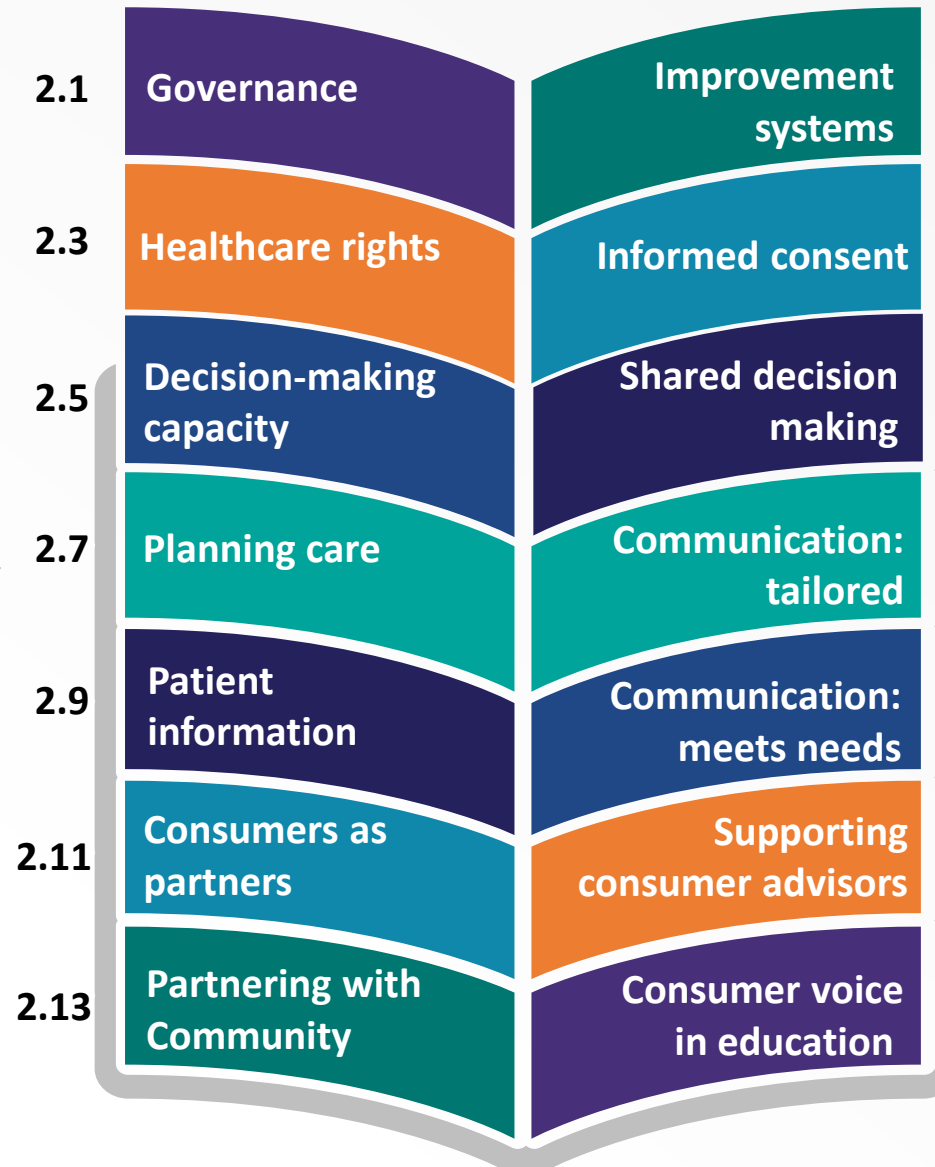 2.1
Governance
Improvement
systems
2.3
Healthcare rights
Informed consent
2.5
Decision-making
capacity
Shared decision
making
2.7
Planning care
Communication:
tailored
2.9
Patient
information
Communication:
meets needs
2.11
Consumers as
partners
Supporting
consumer advisors
2.13
Partnering with
Community
Consumer voice
in education